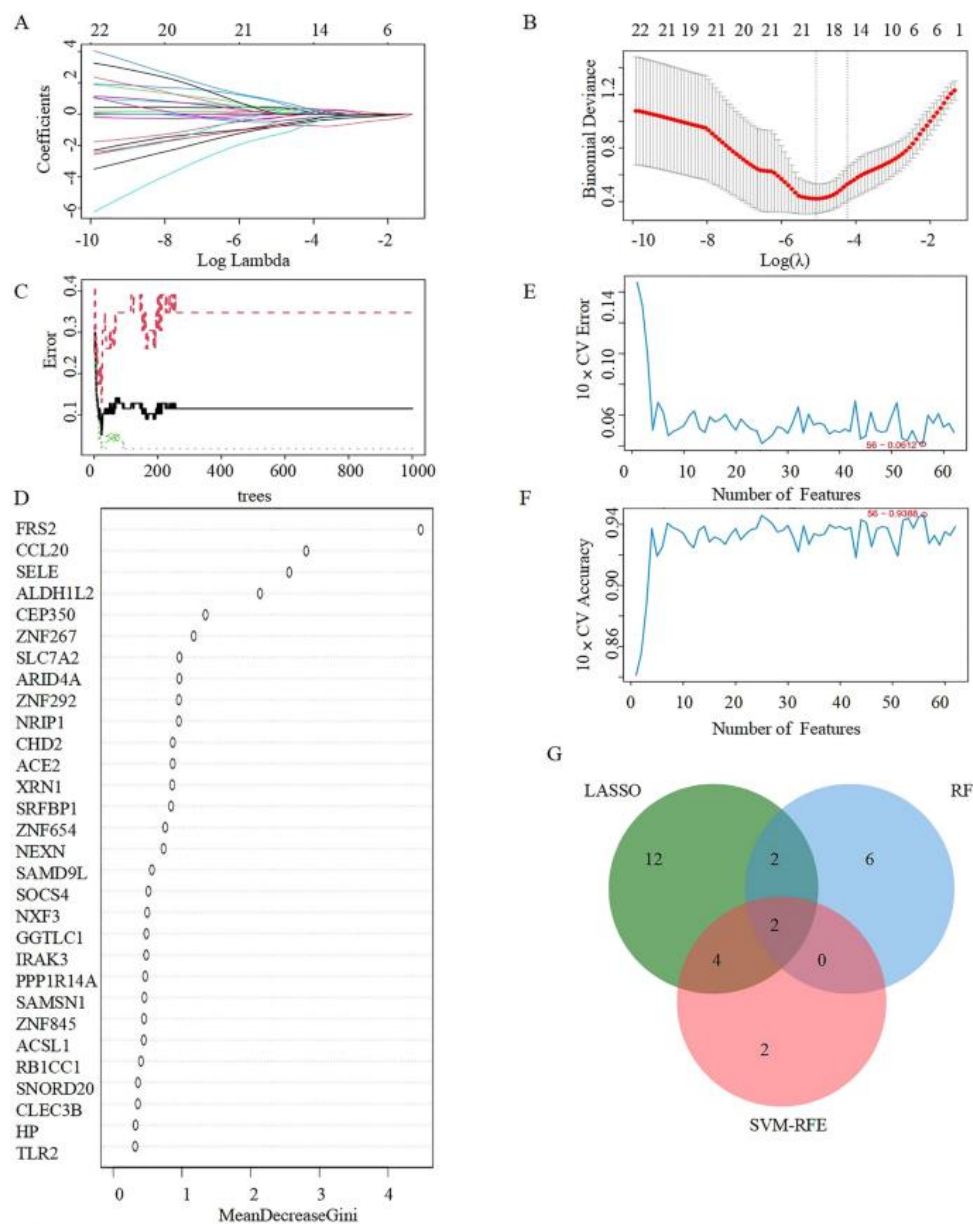 A
22 20 21 14 6
4
2
0
-2
-4
-6
Coefficients
-10 -8 -6 -4 -2
Log Lambda
B
22 21 19 21 20 21 21 18 14 10 6 6 1
1.2
0.8
0.4
Binomial Deviance
-10 -8 -6 -4 -2
Log(λ)
C
0.4
0.3
0.2
0.1
Error
0 200 400 600 800 1000
trees
E
0.14
0.10
0.06
10 × CV Error
56 - 0.0612
0 10 20 30 40 50 60
Number of Features
D
FRS2
CCL20
SELE
ALDH1L2
CEP350
ZNF267
SLC7A2
ARID4A
ZNF292
NRIP1
CHD2
ACE2
XRN1
SRFBP1
ZNF654
NEXN
SAMD9L
SOCS4
NXF3
GGTLC1
IRAK3
PPP1R14A
SAMSN1
ZNF845
ACSL1
RB1CC1
SNORD20
CLEC3B
HP
TLR2
0 1 2 3 4
MeanDecreaseGini
F
0.94
0.90
0.86
10 × CV Accuracy
56 - 0.9388
0 10 20 30 40 50 60
Number of Features
G
LASSO RF
12 2 6
2
4 0
2
SVM-RFE